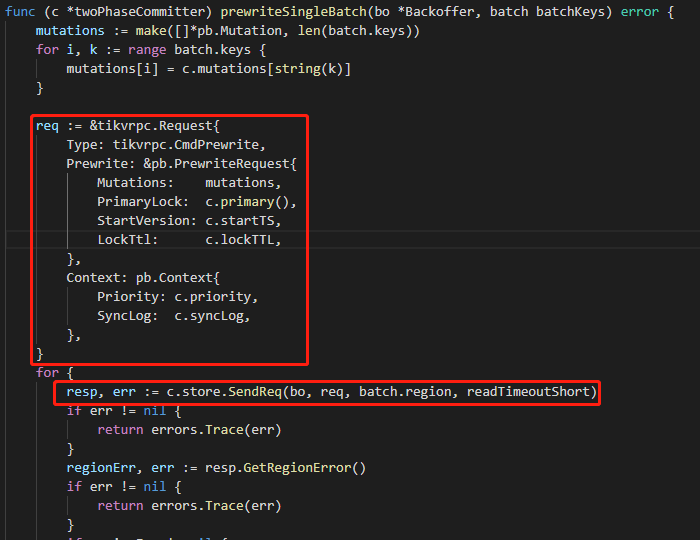 func (c *twoPhaseCommitter) prewriteSingleBatch(bo *Backoffer, batch batchKeys) error {
    mutations := make([]*pb.Mutation, len(batch.keys))
    for i, k := range batch.keys {
        mutations[i] = c.mutations[string(k)]
    }

    req := &tikvrpc.Request{
        Type: tikvrpc.CmdPrewrite,
        Prewrite: &pb.PrewriteRequest{
            Mutations:    mutations,
            PrimaryLock:  c.primary(),
            StartVersion: c.startTS,
            LockTtl:      c.lockTTL,
        },
        Context: pb.Context{
            Priority: c.priority,
            SyncLog:  c.syncLog,
        },
    }
    for {
        resp, err := c.store.SendReq(bo, req, batch.region, readTimeoutShort)
        if err != nil {
            return errors.Trace(err)
        }
        regionErr, err := resp.GetRegionError()
        if err != nil {
            return errors.Trace(err)
        }